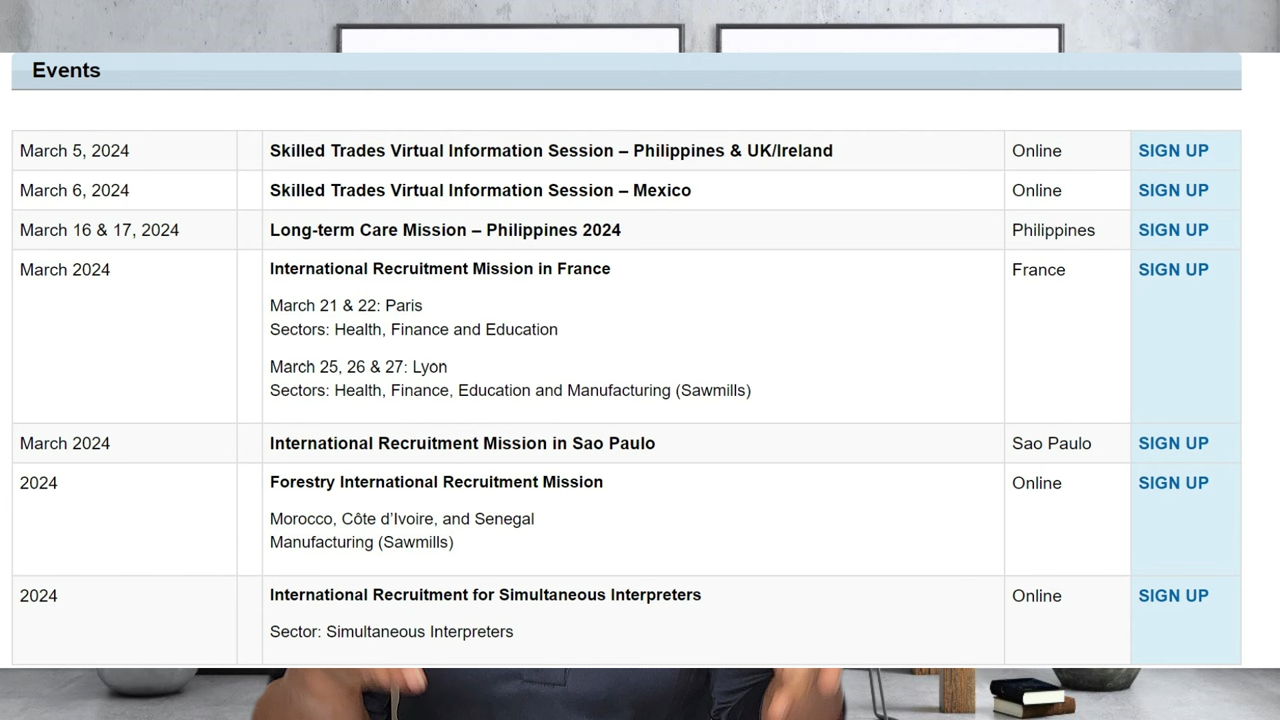 Events
March 5, 2024 Skilled Trades Virtual Information Session – Philippines & UK/Ireland Online SIGN UP
March 6, 2024 Skilled Trades Virtual Information Session – Mexico Online SIGN UP
March 16 & 17, 2024 Long-term Care Mission – Philippines 2024 Philippines SIGN UP
March 2024 International Recruitment Mission in France France SIGN UP
March 21 & 22: Paris
Sectors: Health, Finance and Education
March 25, 26 & 27: Lyon
Sectors: Health, Finance, Education and Manufacturing (Sawmills)
March 2024 International Recruitment Mission in Sao Paulo Sao Paulo SIGN UP
2024 Forestry International Recruitment Mission Online SIGN UP
Morocco, Côte d’Ivoire, and Senegal
Manufacturing (Sawmills)
2024 International Recruitment for Simultaneous Interpreters Online SIGN UP
Sector: Simultaneous Interpreters